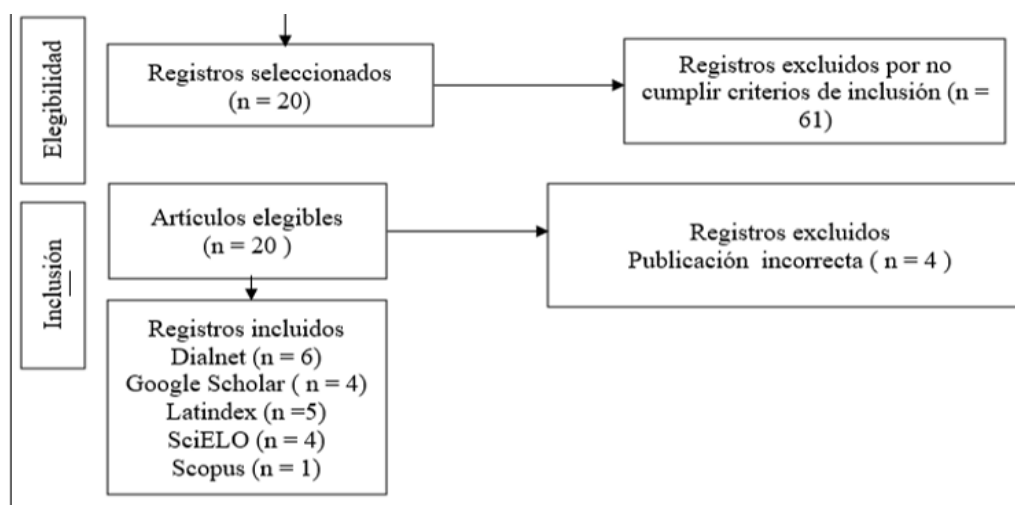 Elegibilidad
Registros seleccionados
(n = 20)
Registros excluidos por no
cumplir criterios de inclusión (n =
61)
Inclusión
Artículos elegibles
(n = 20 )
Registros excluidos
Publicación incorrecta ( n = 4 )
Registros incluidos
Dialnet (n = 6)
Google Scholar ( n = 4)
Latindex (n =5)
SciELO (n = 4)
Scopus (n = 1)